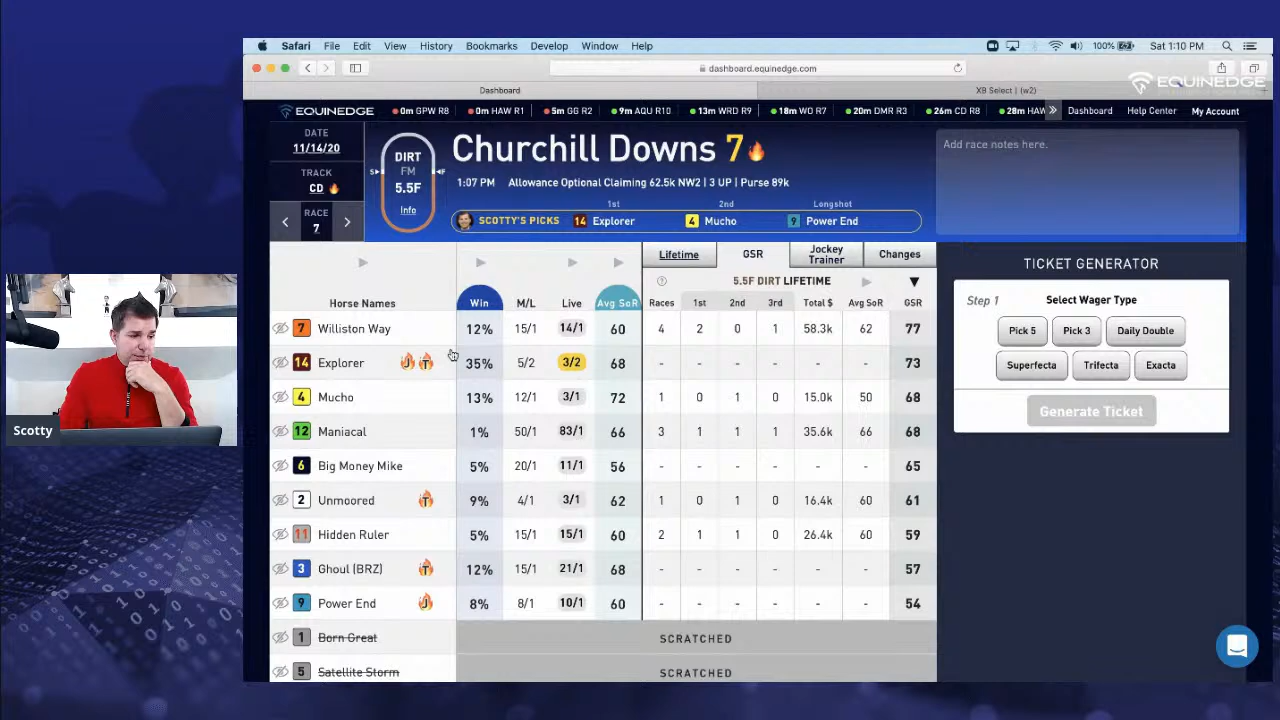 Safari File Edit View History Bookmarks Develop Window Help 100% Sat 1:10 PM
dashboard.equinedge.com
Dashboard XB Select | (w2)
EQUINEDGE
EQUINEDGE 0m GPW R8 0m HAW R1 5m GG R2 9m AQU R10 13m WRD R9 18m WO R7 20m DMR R3 26m CD R8 28m HAW Dashboard Help Center My Account
DATE
11/14/20
TRACK
CD
RACE
7
DIRT
FM
5.5F
Info
S F
Churchill Downs 7
1:07 PM Allowance Optional Claiming 62.5k NW2 | 3 UP | Purse 89k
1st 2nd Longshot
SCOTTY'S PICKS 14 Explorer 4 Mucho 9 Power End
Add race notes here.
Lifetime GSR Jockey Trainer Changes
5.5F DIRT LIFETIME
Horse Names Win M/L Live Avg SoR Races 1st 2nd 3rd Total $ Avg SoR GSR
7 Williston Way 12% 15/1 14/1 60 4 2 0 1 58.3k 62 77
14 Explorer J T 35% 5/2 3/2 68 - - - - - - 73
4 Mucho 13% 12/1 3/1 72 1 0 1 0 15.0k 50 68
12 Maniacal 1% 50/1 83/1 66 3 1 1 1 35.6k 66 68
6 Big Money Mike 5% 20/1 11/1 56 - - - - - - 65
2 Unmoored T 9% 4/1 3/1 62 1 0 1 0 16.4k 60 61
11 Hidden Ruler 5% 15/1 15/1 60 2 1 1 0 26.4k 60 59
3 Ghoul (BRZ) T 12% 15/1 21/1 68 - - - - - - 57
9 Power End J 8% 8/1 10/1 60 - - - - - - 54
1 Born Great SCRATCHED
5 Satellite Storm SCRATCHED
TICKET GENERATOR
Step 1 Select Wager Type
Pick 5 Pick 3 Daily Double
Superfecta Trifecta Exacta
Generate Ticket
Scotty